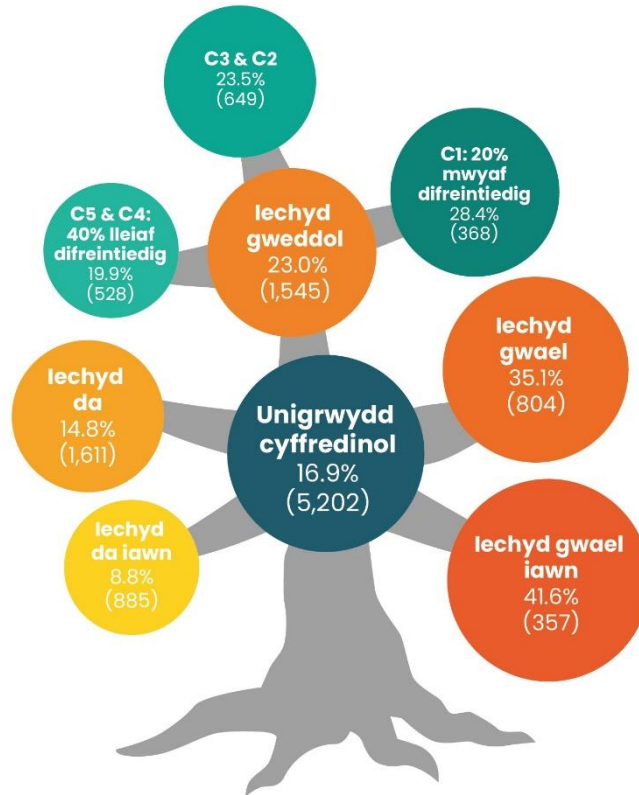 C3 & C2
23.5%
(649)
C1: 20%
mwyaf
difreintiedig
28.4%
(368)
C5 & C4:
40% lleiaf
difreintiedig
19.9%
(528)
Iechyd
gweddol
23.0%
(1,545)
Iechyd
gwael
35.1%
(804)
Iechyd
da
14.8%
(1,611)
Unigrwydd
cyffredinol
16.9%
(5,202)
Iechyd
da iawn
8.8%
(885)
Iechyd gwael
iawn
41.6%
(357)